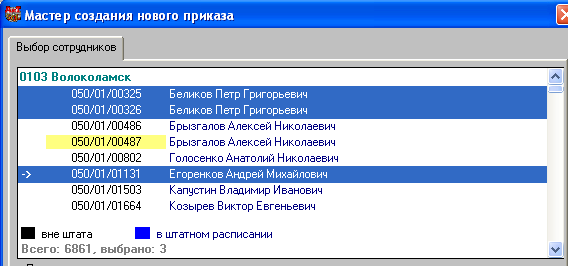 Мастер создания нового приказа
Выбор сотрудников
0103 Волоколамск
050/01/00325 Беликов Петр Григорьевич
050/01/00326 Беликов Петр Григорьевич
050/01/00486 Брызгалов Алексей Николаевич
050/01/00487 Брызгалов Алексей Николаевич
050/01/00802 Голосенко Анатолий Николаевич
-> 050/01/01131 Егоренков Андрей Михайлович
050/01/01503 Капустин Владимир Иванович
050/01/01664 Козырев Виктор Евгеньевич
вне штата в штатном расписании
Всего: 6861, выбрано: 3